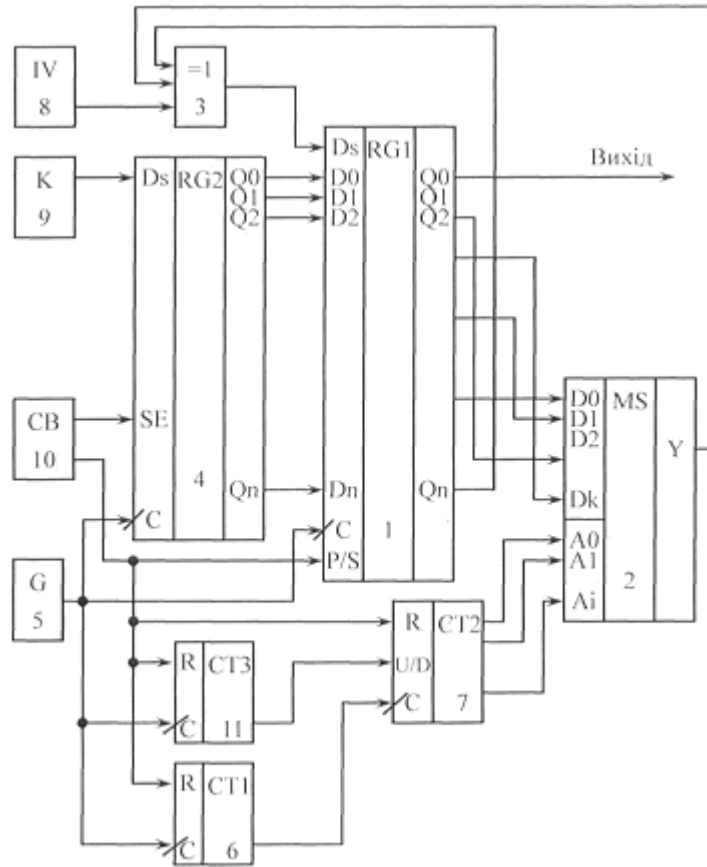 IV
8
=1
3
K
9
Ds
RG2
Q0
Q1
Q2
SE
4
Qn
C
Ds
RG1
D0
D1
D2
Q0
Q1
Q2
Dn
Qn
C
1
P/S
Вихід
СВ
10
G
5
D0
D1
D2
Dk
MS
Y
A0
A1
Ai
2
R
CT2
U/D
C
7
R
CT3
C
11
R
CT1
C
6